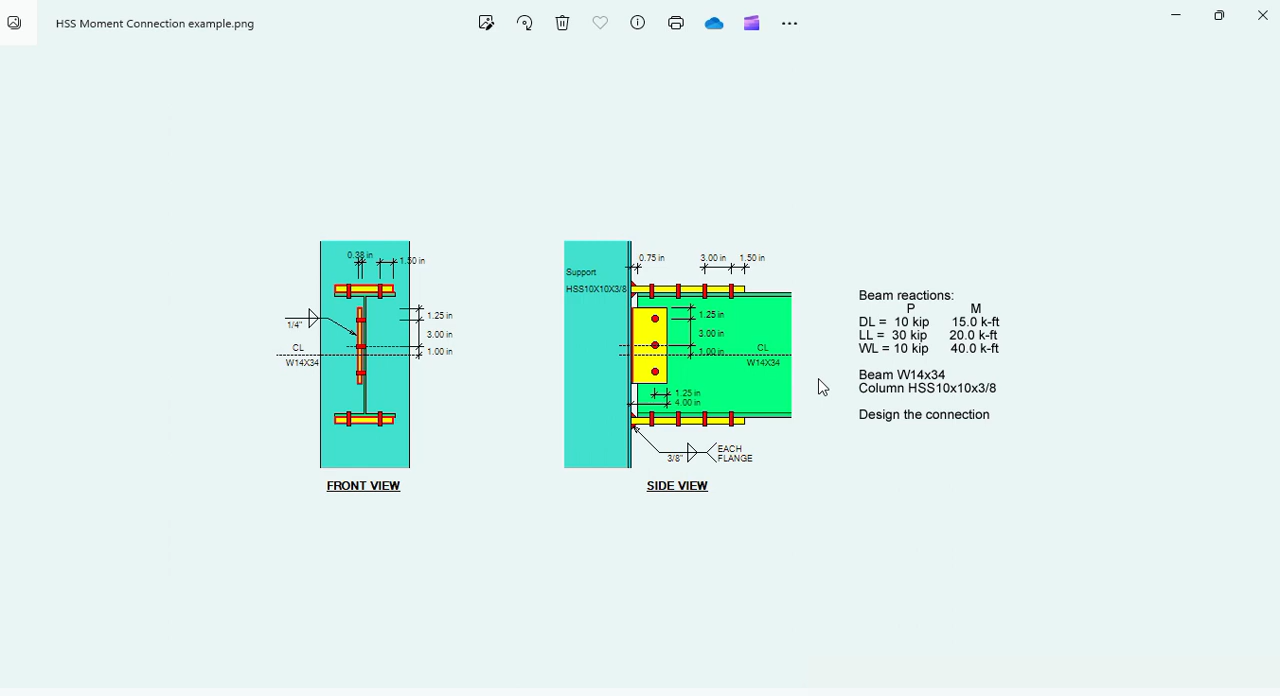 HSS Moment Connection example.png
0.38 in
1.50 in
1.25 in
3.00 in
1.00 in
1/4"
CL
W14X34
FRONT VIEW
Support
HSS10X10X3/8
0.75 in
3.00 in
1.50 in
1.25 in
3.00 in
1.00 in
CL
W14X34
1.25 in
4.00 in
3/8"
EACH
FLANGE
SIDE VIEW
Beam reactions:
P M
DL = 10 kip 15.0 k-ft
LL = 30 kip 20.0 k-ft
WL = 10 kip 40.0 k-ft
Beam W14x34
Column HSS10x10x3/8
Design the connection